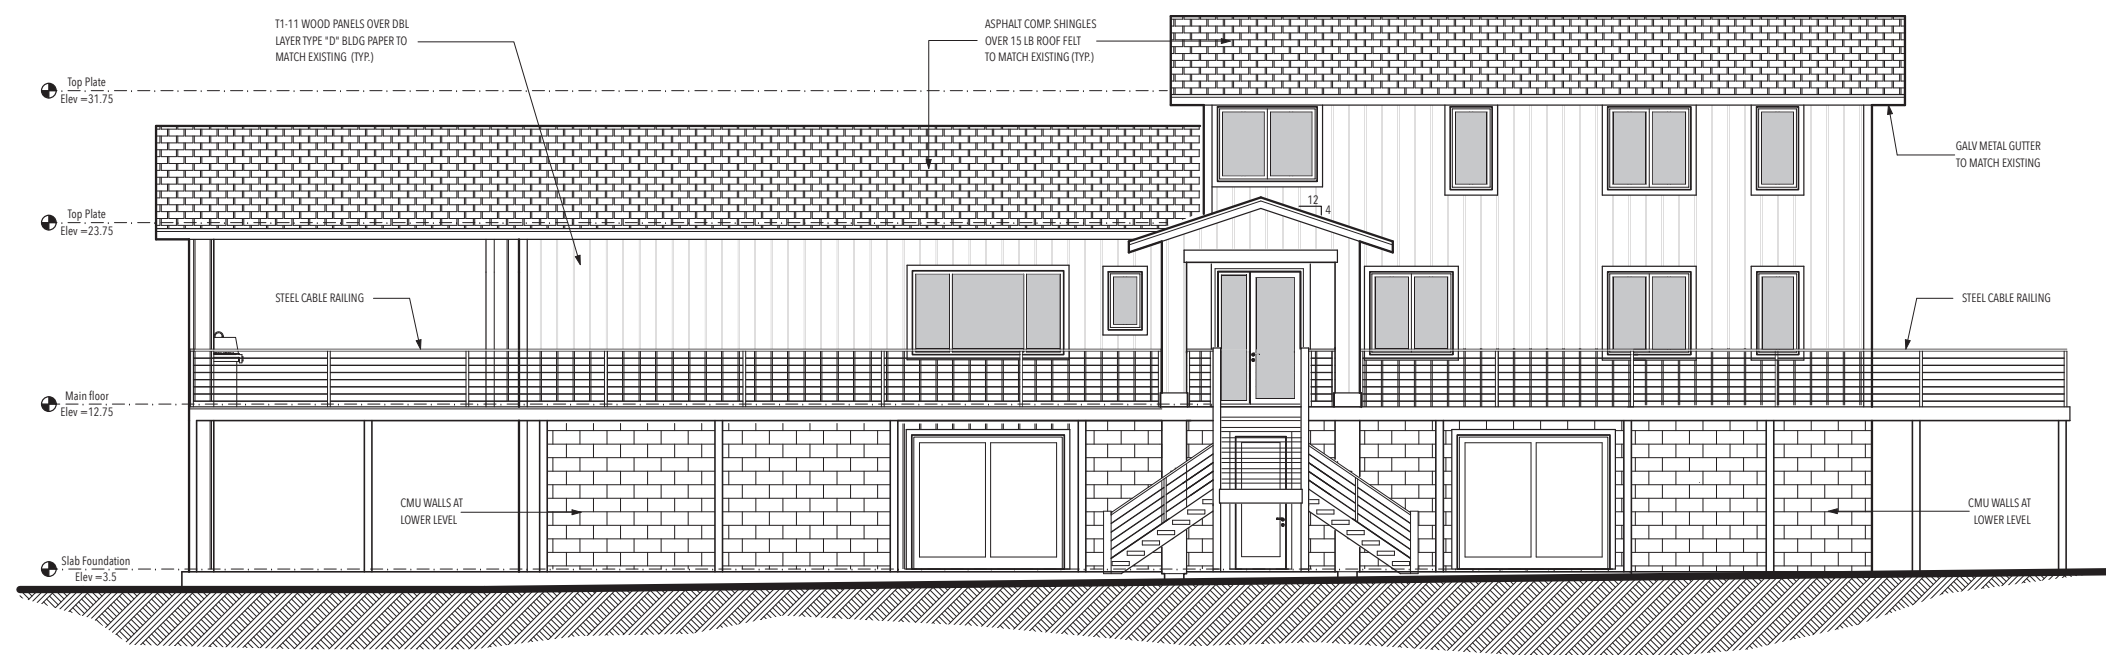 T1-11 WOOD PANELS OVER DBL
LAYER TYPE "D" BLDG PAPER TO
MATCH EXISTING (TYP.)
ASPHALT COMP. SHINGLES
OVER 15 LB ROOF FELT
TO MATCH EXISTING (TYP.)
Top Plate
Elev =31.75
GALV METAL GUTTER
TO MATCH EXISTING
Top Plate
Elev =23.75
12
4
STEEL CABLE RAILING
STEEL CABLE RAILING
Main floor
Elev =12.75
CMU WALLS AT
LOWER LEVEL
CMU WALLS AT
LOWER LEVEL
Slab Foundation
Elev =3.5